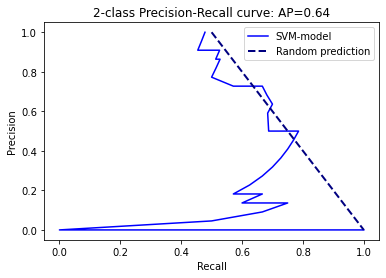 2-class Precision-Recall curve: AP=0.64
SVM-model
Random prediction
Precision
1.0
0.8
0.6
0.4
0.2
0.0
0.0 0.2 0.4 0.6 0.8 1.0
Recall